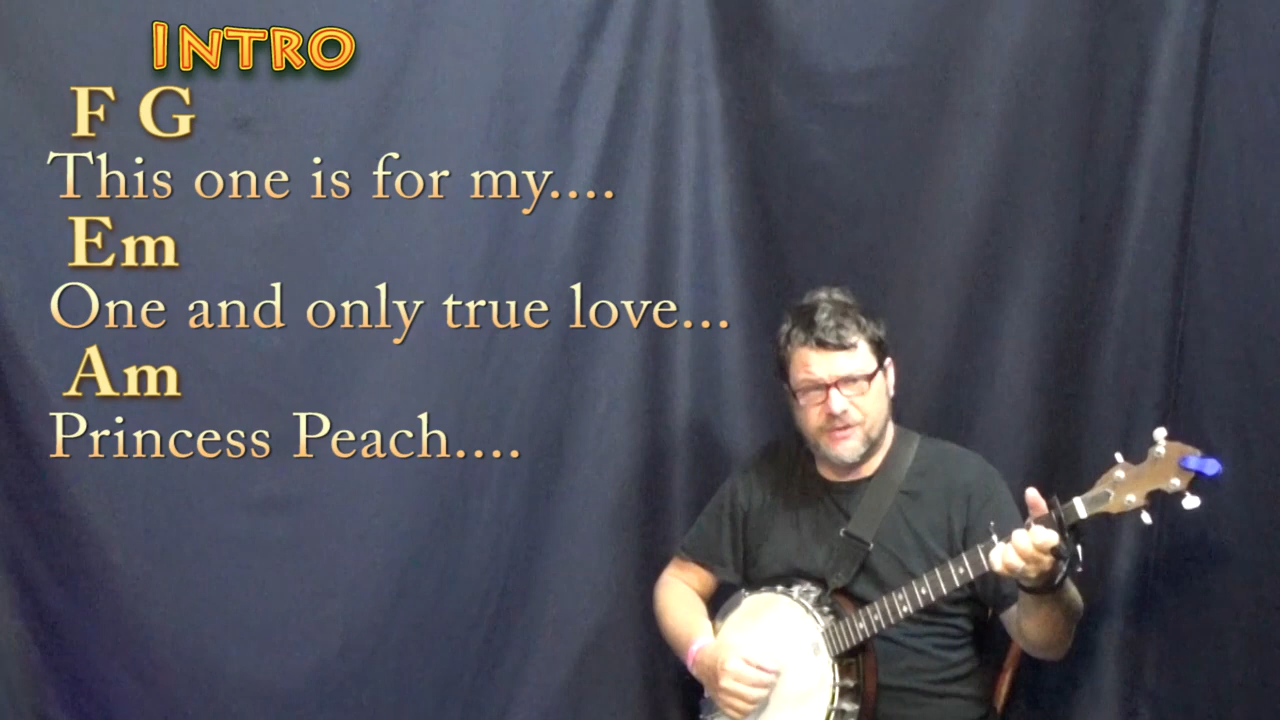 INTRO
F G
This one is for my....
Em
One and only true love...
Am
Princess Peach....